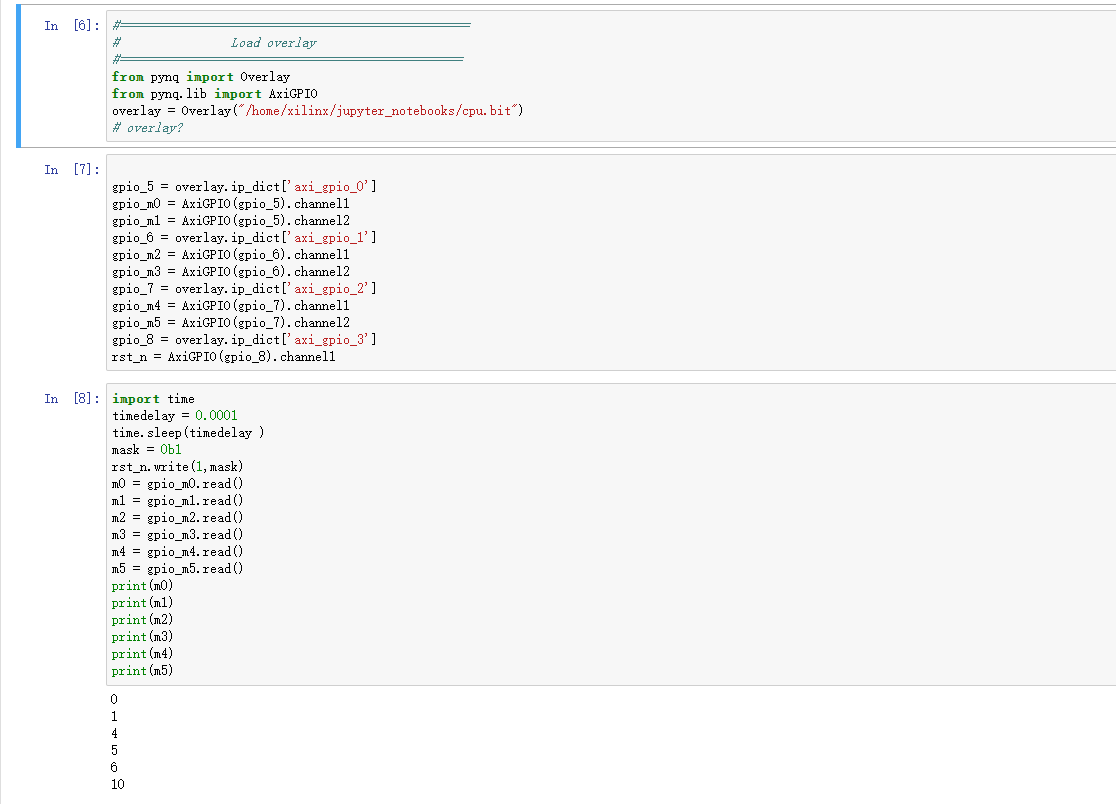 In [6]:
#==================================================
# Load overlay
#=================================================
from pynq import Overlay
from pynq.lib import AxiGPIO
overlay = Overlay("/home/xilinx/jupyter_notebooks/cpu.bit")
# overlay?
In [7]:
gpio_5 = overlay.ip_dict['axi_gpio_0']
gpio_m0 = AxiGPIO(gpio_5).channel1
gpio_m1 = AxiGPIO(gpio_5).channel2
gpio_6 = overlay.ip_dict['axi_gpio_1']
gpio_m2 = AxiGPIO(gpio_6).channel1
gpio_m3 = AxiGPIO(gpio_6).channel2
gpio_7 = overlay.ip_dict['axi_gpio_2']
gpio_m4 = AxiGPIO(gpio_7).channel1
gpio_m5 = AxiGPIO(gpio_7).channel2
gpio_8 = overlay.ip_dict['axi_gpio_3']
rst_n = AxiGPIO(gpio_8).channel1
In [8]:
import time
timedelay = 0.0001
time.sleep(timedelay )
mask = 0b1
rst_n.write(1,mask)
m0 = gpio_m0.read()
m1 = gpio_m1.read()
m2 = gpio_m2.read()
m3 = gpio_m3.read()
m4 = gpio_m4.read()
m5 = gpio_m5.read()
print(m0)
print(m1)
print(m2)
print(m3)
print(m4)
print(m5)
0
1
4
5
6
10